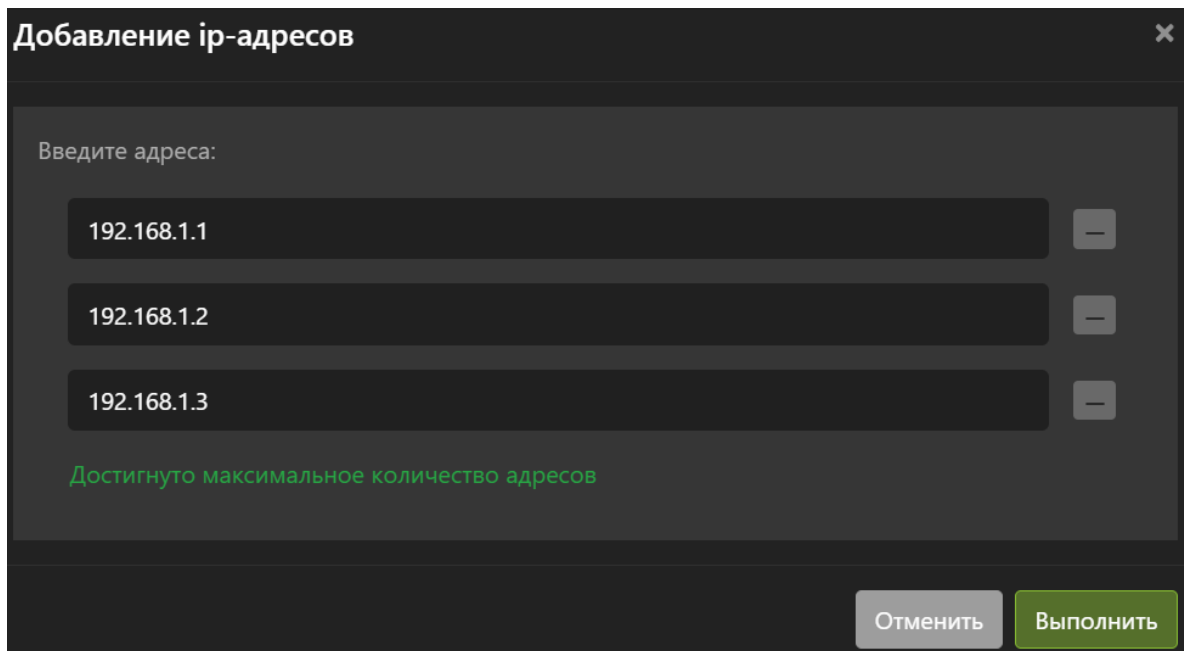 Добавление ip-адресов
Введите адреса:
192.168.1.1
192.168.1.2
192.168.1.3
Достигнуто максимальное количество адресов
Отменить Выполнить